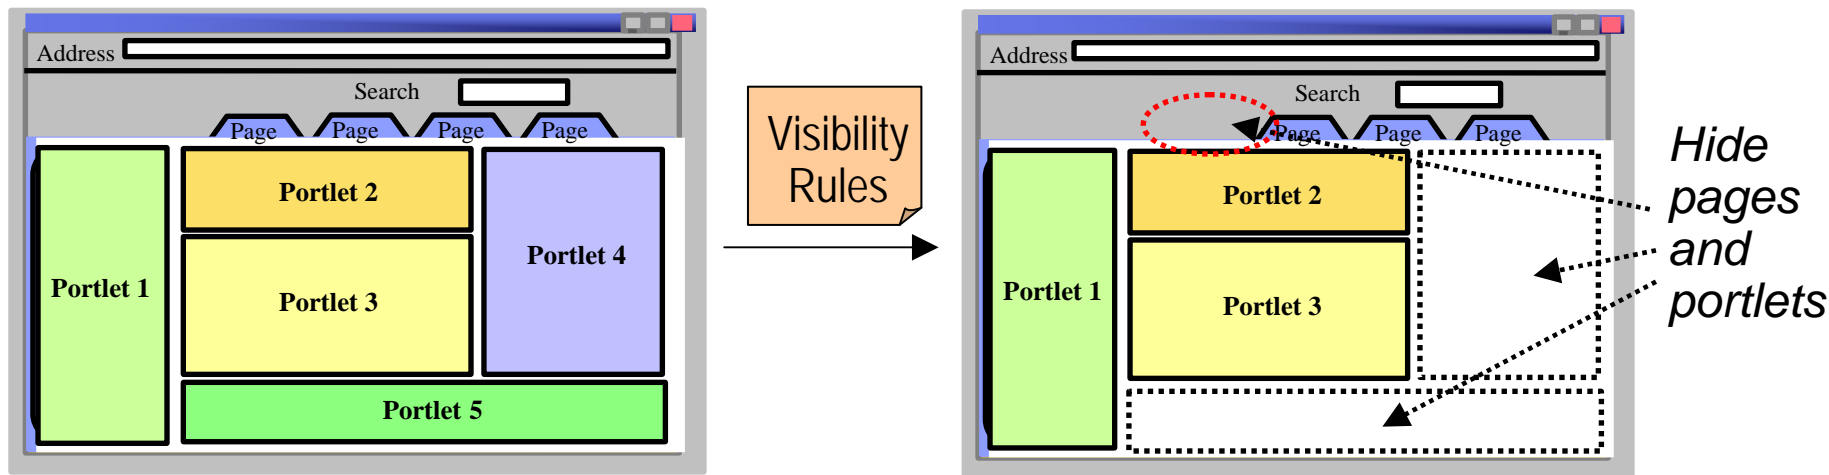 Address
Search
Page Page Page Page
Portlet 1
Portlet 2
Portlet 3
Portlet 4
Portlet 5
Visibility
Rules
Address
Search
Page Page Page
Portlet 1
Portlet 2
Portlet 3
Hide
pages
and
portlets